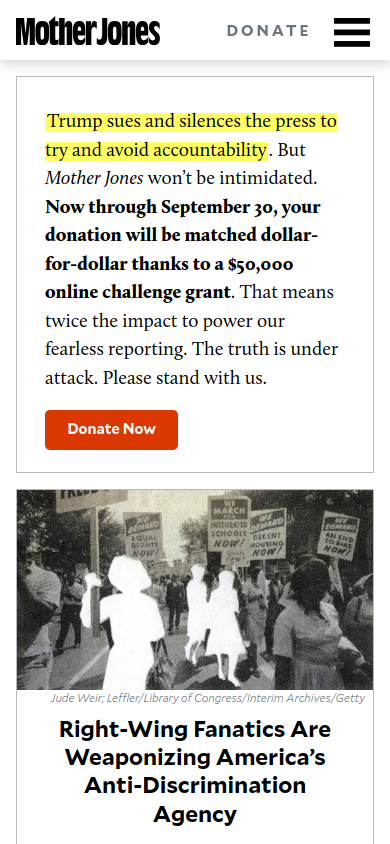 Mother Jones
DONATE
Trump sues and silences the press to
try and avoid accountability. But
Mother Jones won’t be intimidated.
Now through September 30, your
donation will be matched dollar-
for-dollar thanks to a $50,000
online challenge grant. That means
twice the impact to power our
fearless reporting. The truth is under
attack. Please stand with us.
Donate Now
WE DEMAND
EQUAL
RIGHTS
NOW!
WE
MARCH
FOR
INTEGRATED
SCHOOLS
NOW!
WE DEMAND
DECENT
HOUSING
NOW!
WE
DEMAND
AN END
TO BIAS
NOW!
Jude Weir; Leffler/Library of Congress/Interim Archives/Getty
Right-Wing Fanatics Are
Weaponizing America’s
Anti-Discrimination
Agency